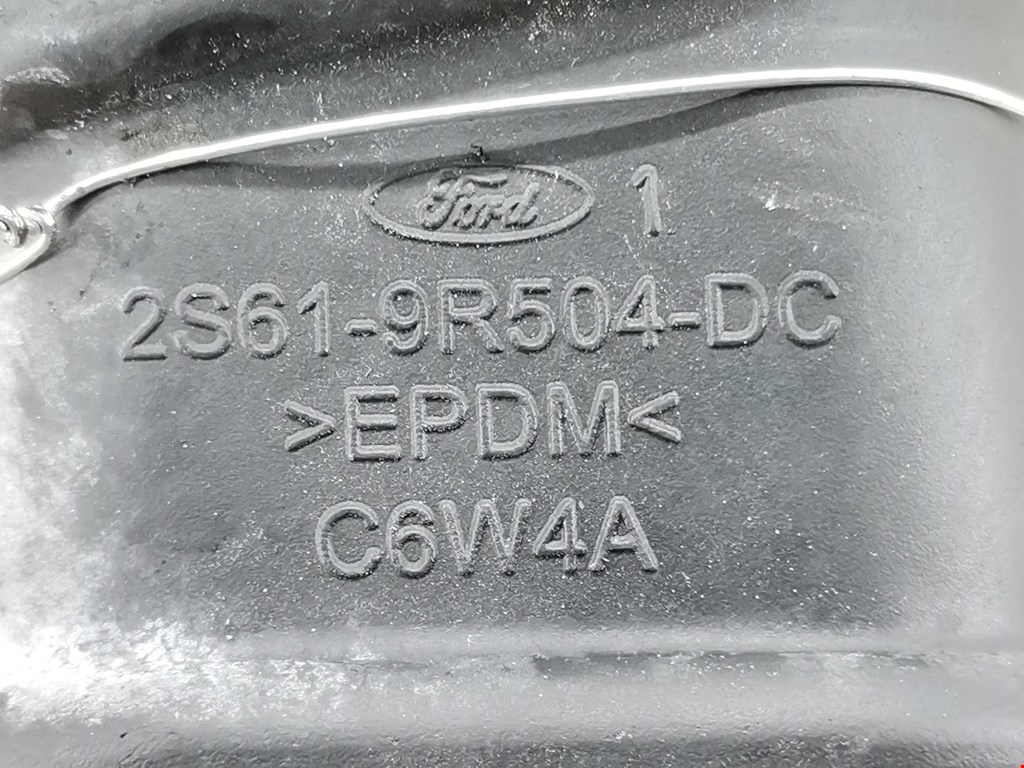 Ford 1
2S61-9R504-DC
>EPDM<
C6W4A